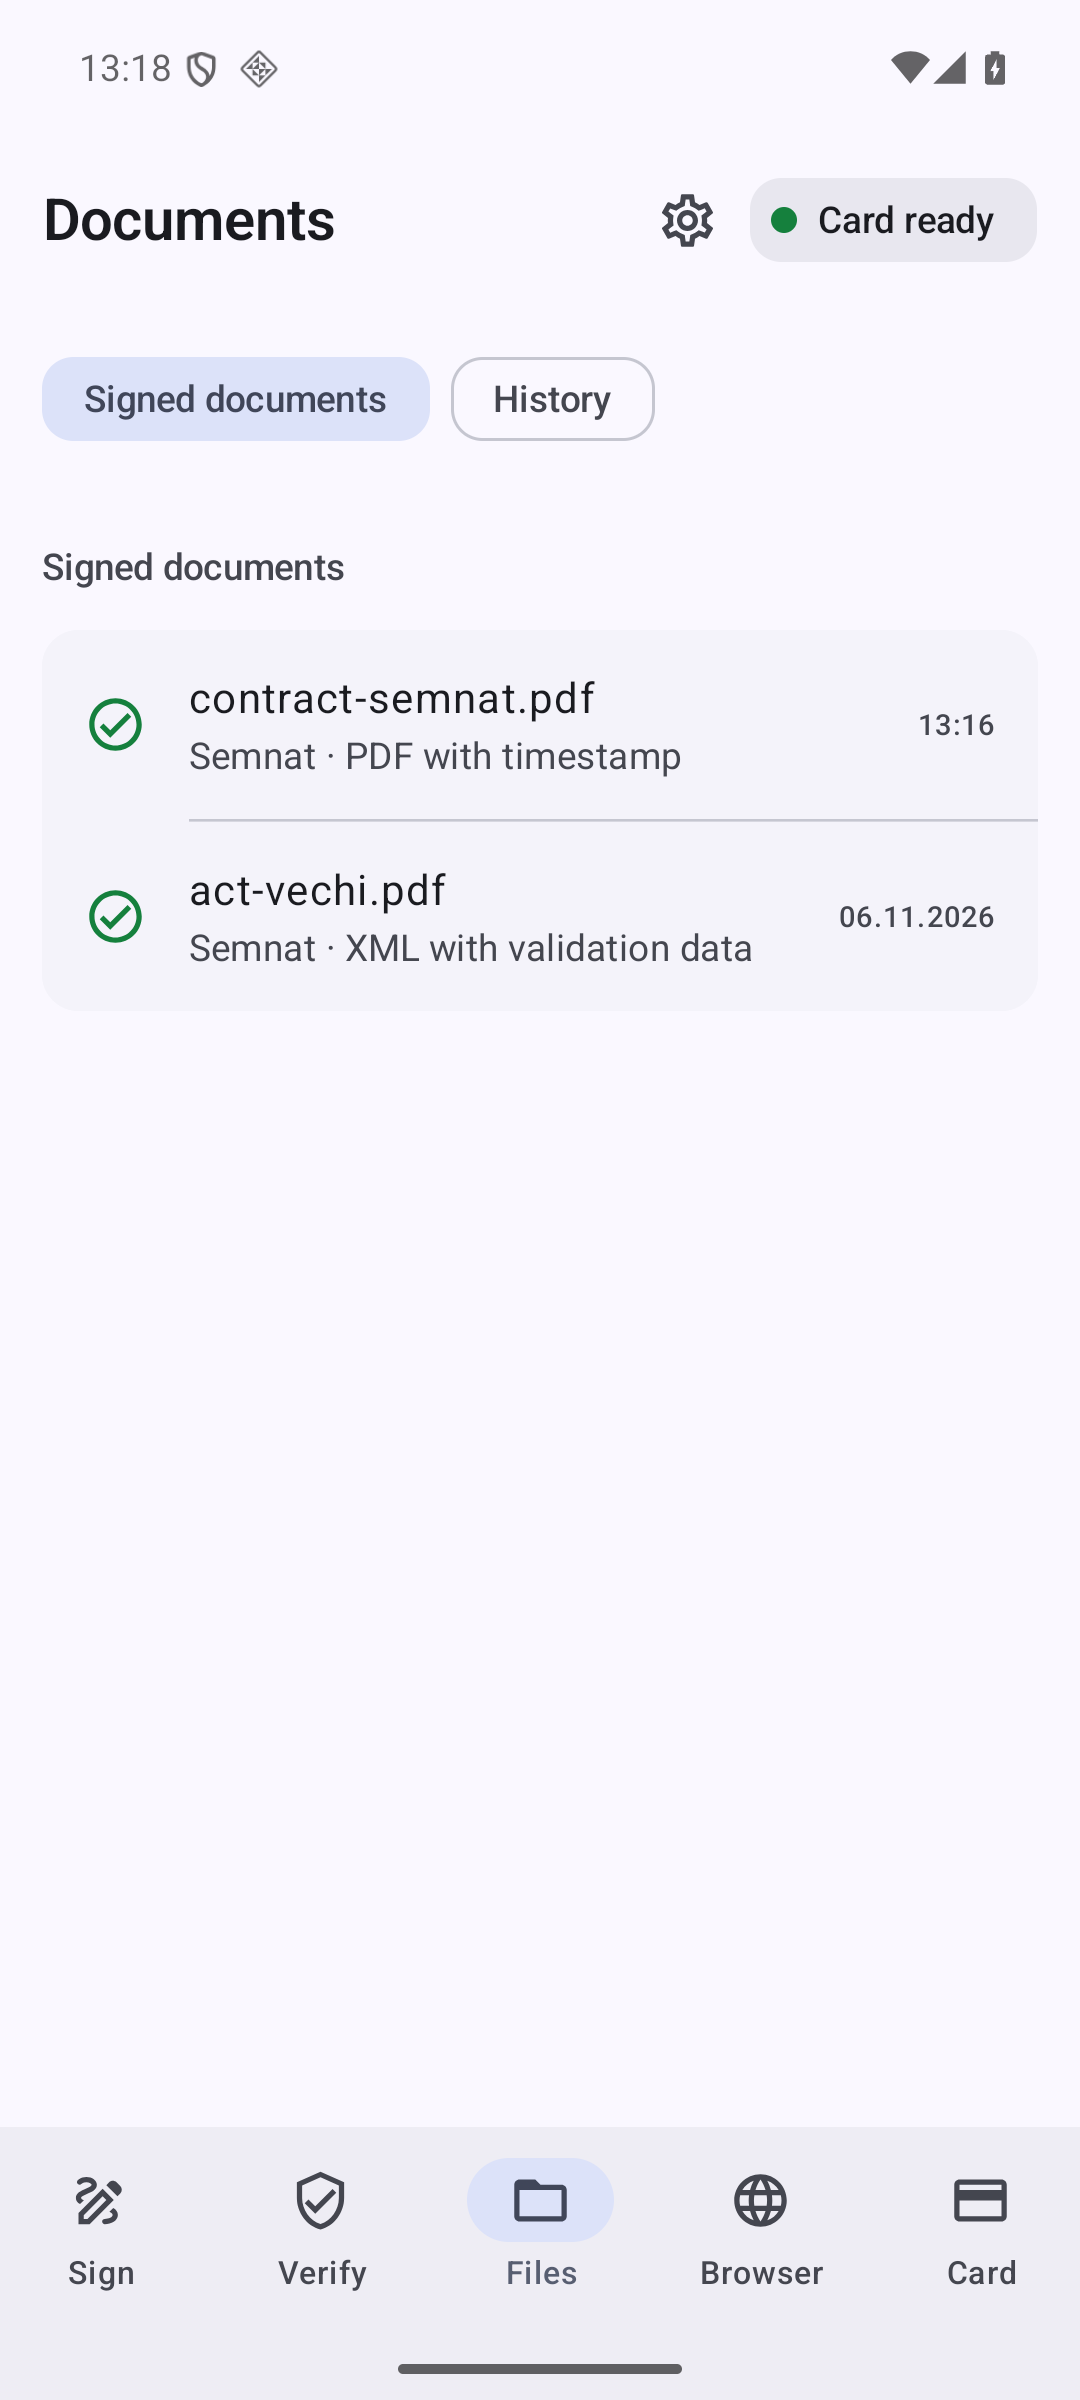 13:18
Documents
Card ready
Signed documents
History
Signed documents
contract-semnat.pdf
Semnat · PDF with timestamp
13:16
act-vechi.pdf
Semnat · XML with validation data
06.11.2026
Sign
Verify
Files
Browser
Card